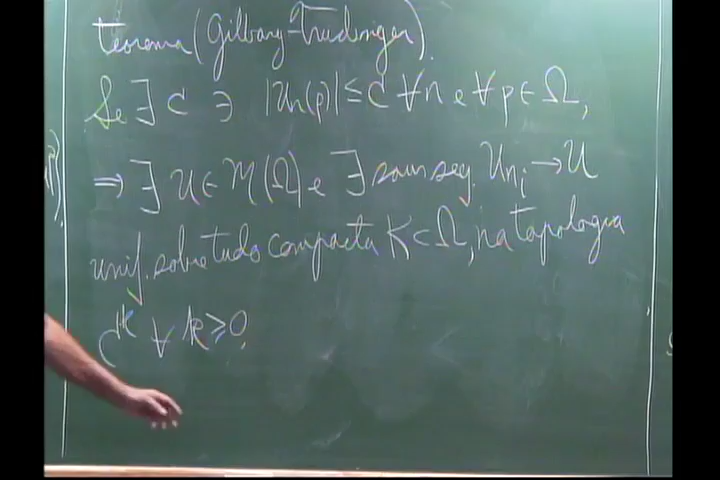 teorema (Gilbarg-Trudinger).
Se ∃ C ∋ |Un(p)| ≤ C ∀n e ∀p ∈ Ω,
⇒ ∃ U ∈ M(Ω) e ∃ subseq. Uni → U
unif. sobre todo compacto K ⊂ Ω, na topologia
C^k ∀ k ≥ 0.